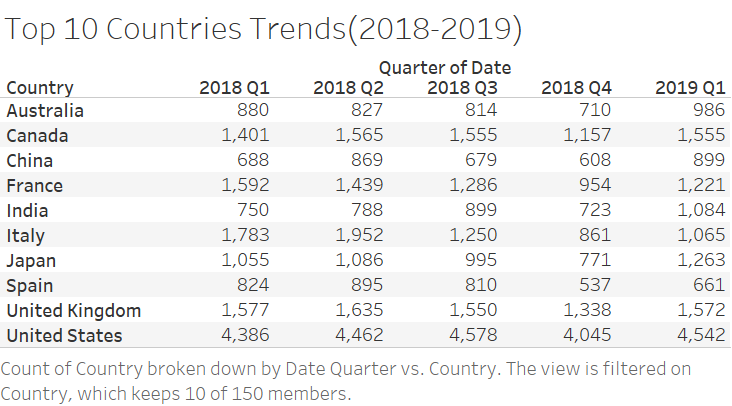 Top 10 Countries Trends(2018-2019)
Quarter of Date
Country 2018 Q1 2018 Q2 2018 Q3 2018 Q4 2019 Q1
Australia 880 827 814 710 986
Canada 1,401 1,565 1,555 1,157 1,555
China 688 869 679 608 899
France 1,592 1,439 1,286 954 1,221
India 750 788 899 723 1,084
Italy 1,783 1,952 1,250 861 1,065
Japan 1,055 1,086 995 771 1,263
Spain 824 895 810 537 661
United Kingdom 1,577 1,635 1,550 1,338 1,572
United States 4,386 4,462 4,578 4,045 4,542
Count of Country broken down by Date Quarter vs. Country. The view is filtered on
Country, which keeps 10 of 150 members.